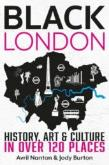 BLACK
LONDON
HISTORY, ART & CULTURE
IN OVER 120 PLACES
Avril Nanton & Jody Burton